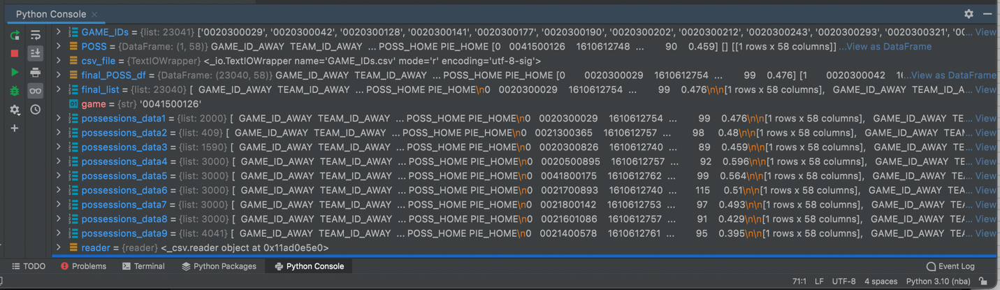 Python Console ×
GAME_IDs = {list: 23041} ['0020300029', '0020300042', '0020300128', '0020300141', '0020300177', '0020300190', '0020300202', '0020300212', '0020300243', '0020300293', '0020300321', '00... View
POSS = {DataFrame: (1, 58)} GAME_ID_AWAY TEAM_ID_AWAY ... POSS_HOME PIE_HOME [0 0041500126 1610612748 ... 90 0.459] [] [[1 rows x 58 columns]] ...View as DataFrame
csv_file = {TextIOWrapper} <_io.TextIOWrapper name='GAME_IDs.csv' mode='r' encoding='utf-8-sig'>
final_POSS_df = {DataFrame: (23040, 58)} GAME_ID_AWAY TEAM_ID_AWAY ... POSS_HOME PIE_HOME [0 0020300029 1610612754 ... 99 0.476] [1 0020300042 16...View as DataFrame
final_list = {list: 23040} [ GAME_ID_AWAY TEAM_ID_AWAY ... POSS_HOME PIE_HOME\n0 0020300029 1610612754 ... 99 0.476\n\n[1 rows x 58 columns], GAME_ID_AWAY TEAM_ID_A... View
01 game = {str} '0041500126'
possessions_data1 = {list: 2000} [ GAME_ID_AWAY TEAM_ID_AWAY ... POSS_HOME PIE_HOME\n0 0020300029 1610612754 ... 99 0.476\n\n[1 rows x 58 columns], GAME_ID_AWAY TE... View
possessions_data2 = {list: 409} [ GAME_ID_AWAY TEAM_ID_AWAY ... POSS_HOME PIE_HOME\n0 0021300365 1610612757 ... 98 0.48\n\n[1 rows x 58 columns], GAME_ID_AWAY TEAM... View
possessions_data3 = {list: 1590} [ GAME_ID_AWAY TEAM_ID_AWAY ... POSS_HOME PIE_HOME\n0 0020300826 1610612740 ... 89 0.459\n\n[1 rows x 58 columns], GAME_ID_AWAY TE... View
possessions_data4 = {list: 3000} [ GAME_ID_AWAY TEAM_ID_AWAY ... POSS_HOME PIE_HOME\n0 0020500895 1610612757 ... 92 0.596\n\n[1 rows x 58 columns], GAME_ID_AWAY TE... View
possessions_data5 = {list: 3000} [ GAME_ID_AWAY TEAM_ID_AWAY ... POSS_HOME PIE_HOME\n0 0041800175 1610612762 ... 99 0.564\n\n[1 rows x 58 columns], GAME_ID_AWAY TE... View
possessions_data6 = {list: 3000} [ GAME_ID_AWAY TEAM_ID_AWAY ... POSS_HOME PIE_HOME\n0 0021700893 1610612740 ... 115 0.51\n\n[1 rows x 58 columns], GAME_ID_AWAY TEA... View
possessions_data7 = {list: 3000} [ GAME_ID_AWAY TEAM_ID_AWAY ... POSS_HOME PIE_HOME\n0 0021800142 1610612753 ... 97 0.493\n\n[1 rows x 58 columns], GAME_ID_AWAY TEA... View
possessions_data8 = {list: 3000} [ GAME_ID_AWAY TEAM_ID_AWAY ... POSS_HOME PIE_HOME\n0 0021601086 1610612757 ... 91 0.429\n\n[1 rows x 58 columns], GAME_ID_AWAY TEA... View
possessions_data9 = {list: 4041} [ GAME_ID_AWAY TEAM_ID_AWAY ... POSS_HOME PIE_HOME\n0 0021400578 1610612761 ... 95 0.395\n\n[1 rows x 58 columns], GAME_ID_AWAY TEA... View
reader = {reader} <_csv.reader object at 0x11ad0e5e0>
TODO Problems Terminal Python Packages Python Console Event Log
71:1 LF UTF-8 4 spaces Python 3.10 (nba)